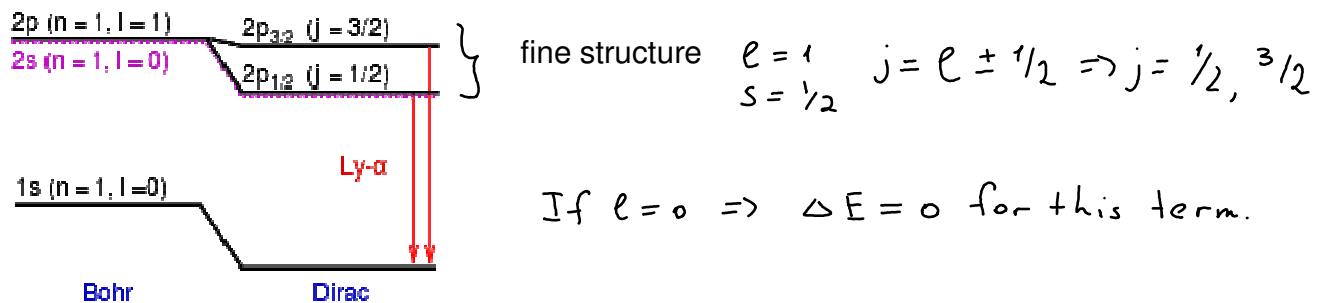 2p (n = 1, l = 1)
2s (n = 1, l = 0)
2p3/2 (j = 3/2)
2p1/2 (j = 1/2)
fine structure
l = 1
s = 1/2
j = l ± 1/2 => j = 1/2, 3/2
Ly-α
1s (n = 1, l =0)
If l = 0 => ΔE = 0 for this term.
Bohr
Dirac